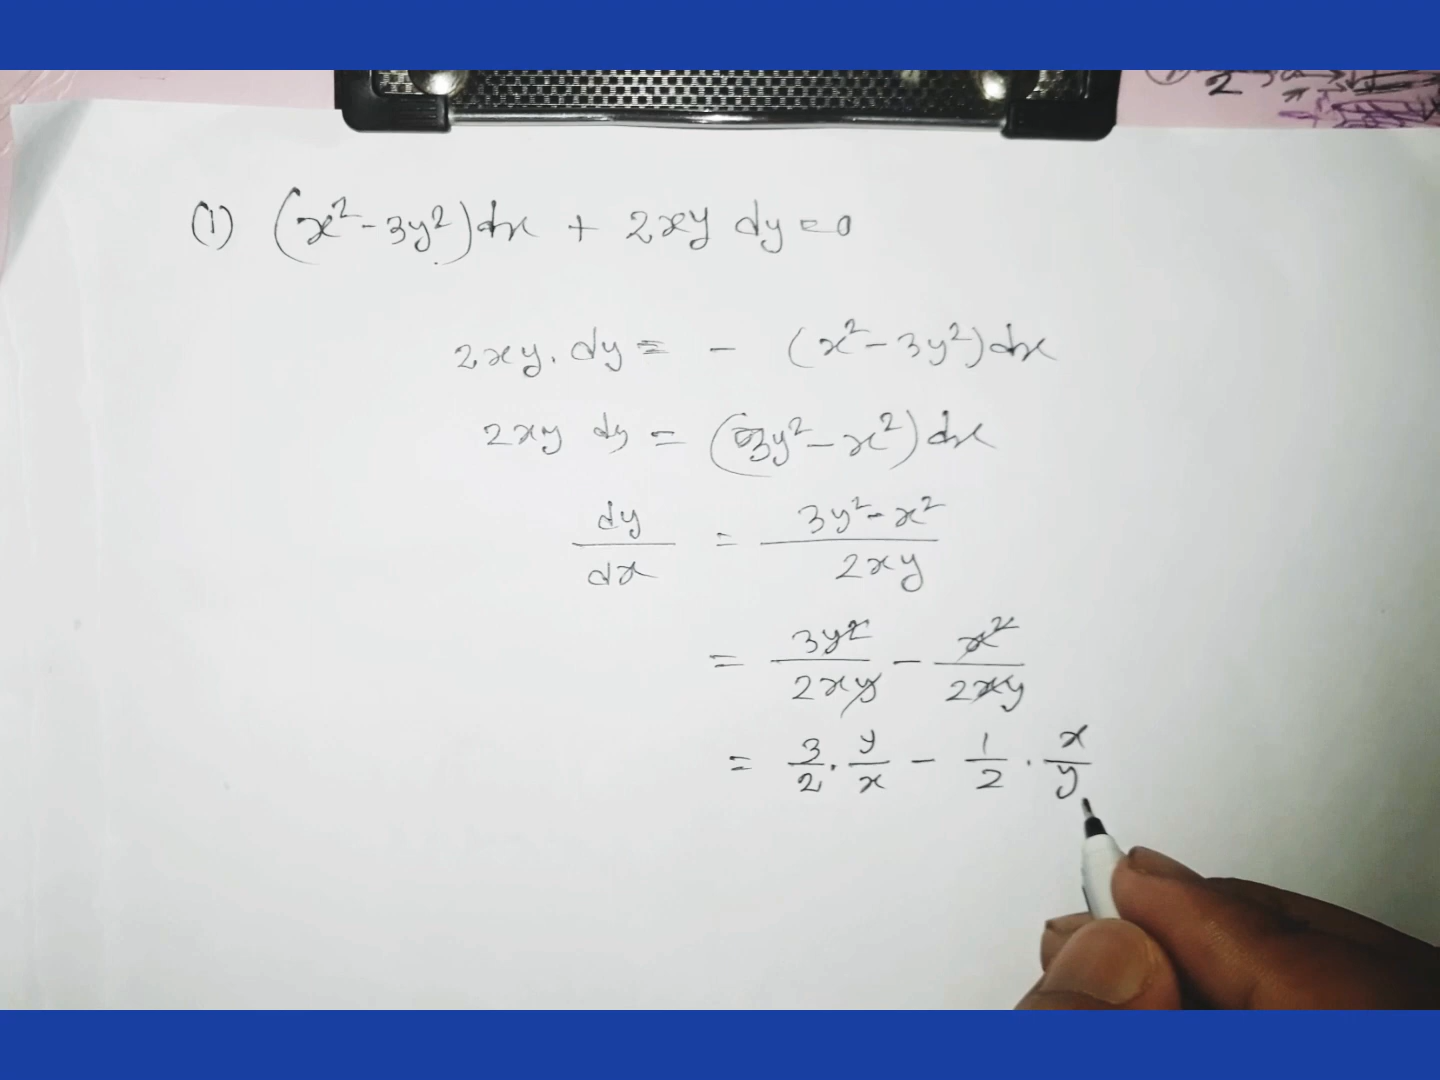 (1) (x²-3y²)dx + 2xy dy=0
2xy. dy = - (x²-3y²)dx
2xy dy = (3y²-x²)dx
dy/dx = 3y²-x²/2xy
= 3y²/2xy - x²/2xy
= 3/2 . y/x - 1/2 . x/y